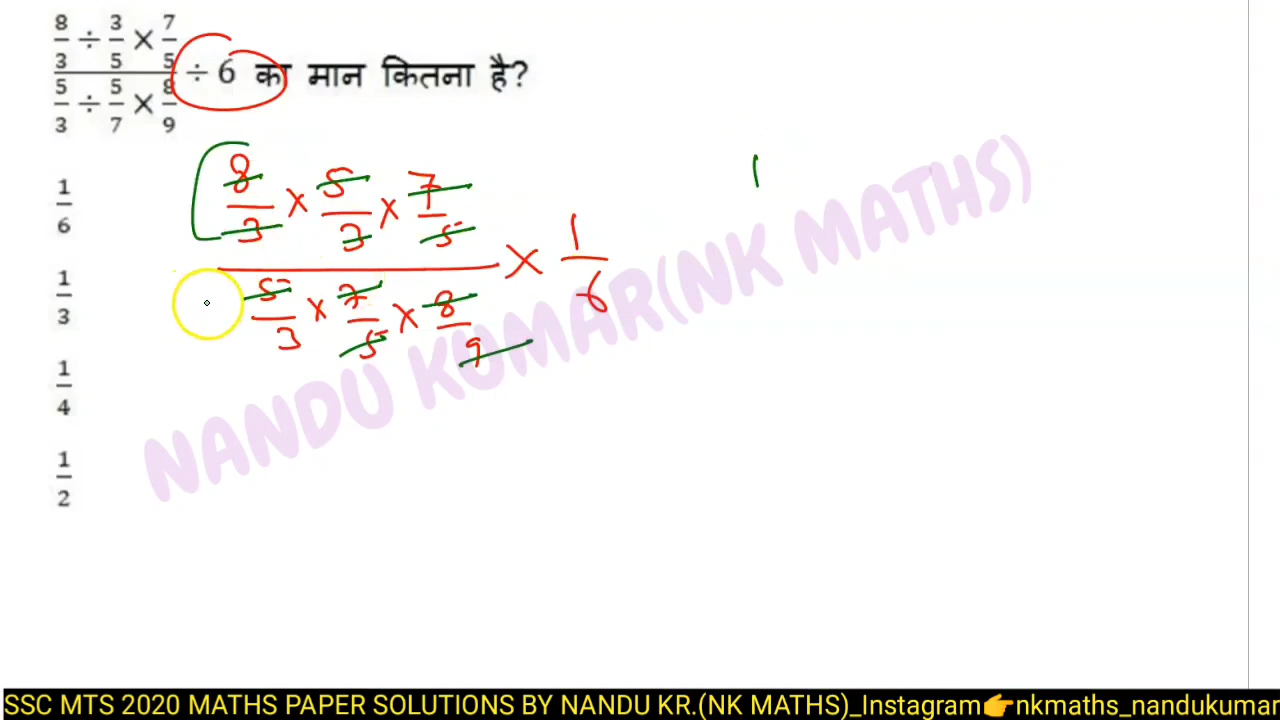 8/3 ÷ 3/5 × 7/5
5/3 ÷ 5/7 × 8/9
÷ 6 का मान कितना है?
1/6
1/3
1/4
1/2
8/3 × 5/3 × 7/5
5/3 × 7/5 × 8/9
× 1/6
1
NANDU KUMAR(NK MATHS)
SSC MTS 2020 MATHS PAPER SOLUTIONS BY NANDU KR.(NK MATHS)_Instagram👉nkmaths_nandukumar